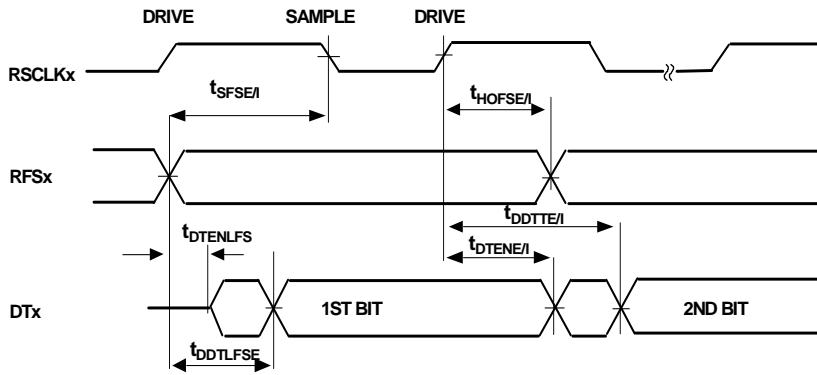 DRIVE SAMPLE DRIVE
RSCLKx
tSFSE/I
tHOFSE/I
RFSx
tDDTTE/I
tDTENLFS
tDTENE/I
DTx
1ST BIT
2ND BIT
tDDTLFSE